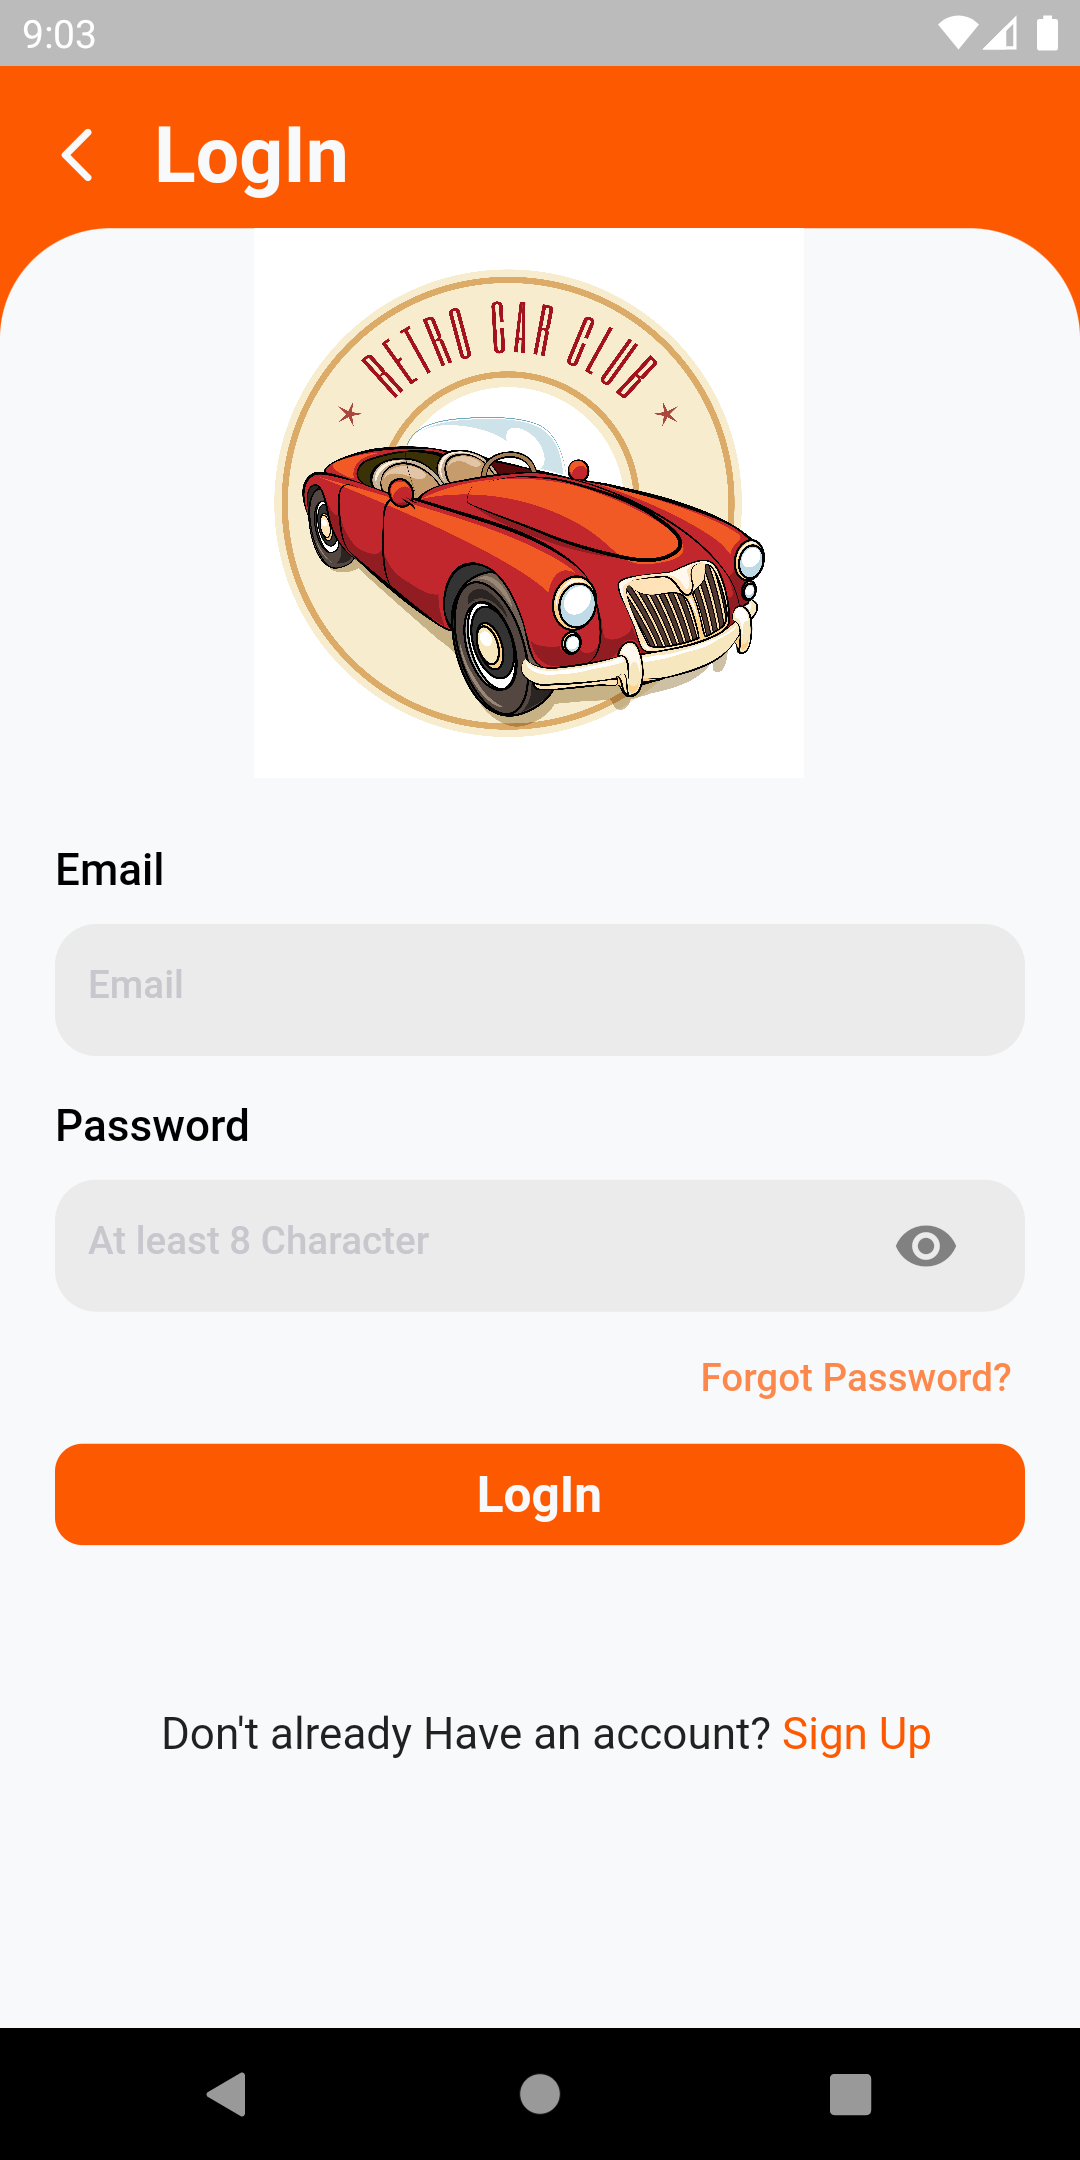 9:03
LogIn
RETRO CAR CLUB
Email
Email
Password
At least 8 Character
Forgot Password?
LogIn
Don't already Have an account? Sign Up